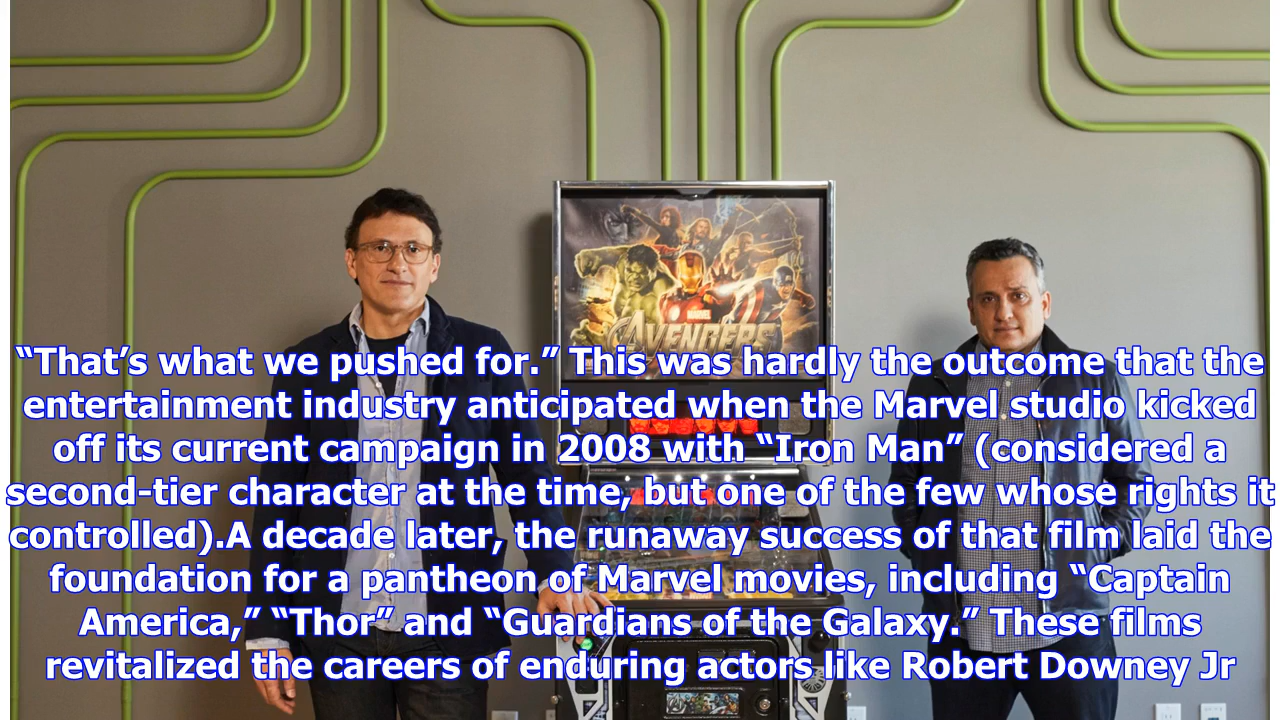 MARVEL
AVENGERS
“That’s what we pushed for.” This was hardly the outcome that the
entertainment industry anticipated when the Marvel studio kicked
off its current campaign in 2008 with “Iron Man” (considered a
second-tier character at the time, but one of the few whose rights it
controlled).A decade later, the runaway success of that film laid the
foundation for a pantheon of Marvel movies, including “Captain
America,” “Thor” and “Guardians of the Galaxy.” These films
revitalized the careers of enduring actors like Robert Downey Jr
AVENGERS